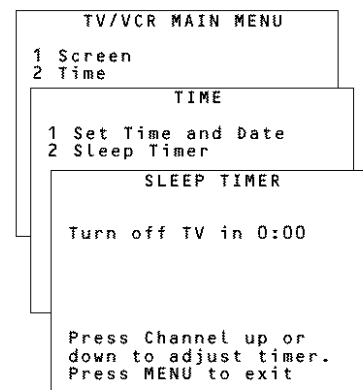 TV/VCR MAIN MENU
1 Screen
2 Time
TIME
1 Set Time and Date
2 Sleep Timer
SLEEP TIMER
Turn off TV in 0:00
Press Channel up or
down to adjust timer.
Press MENU to exit